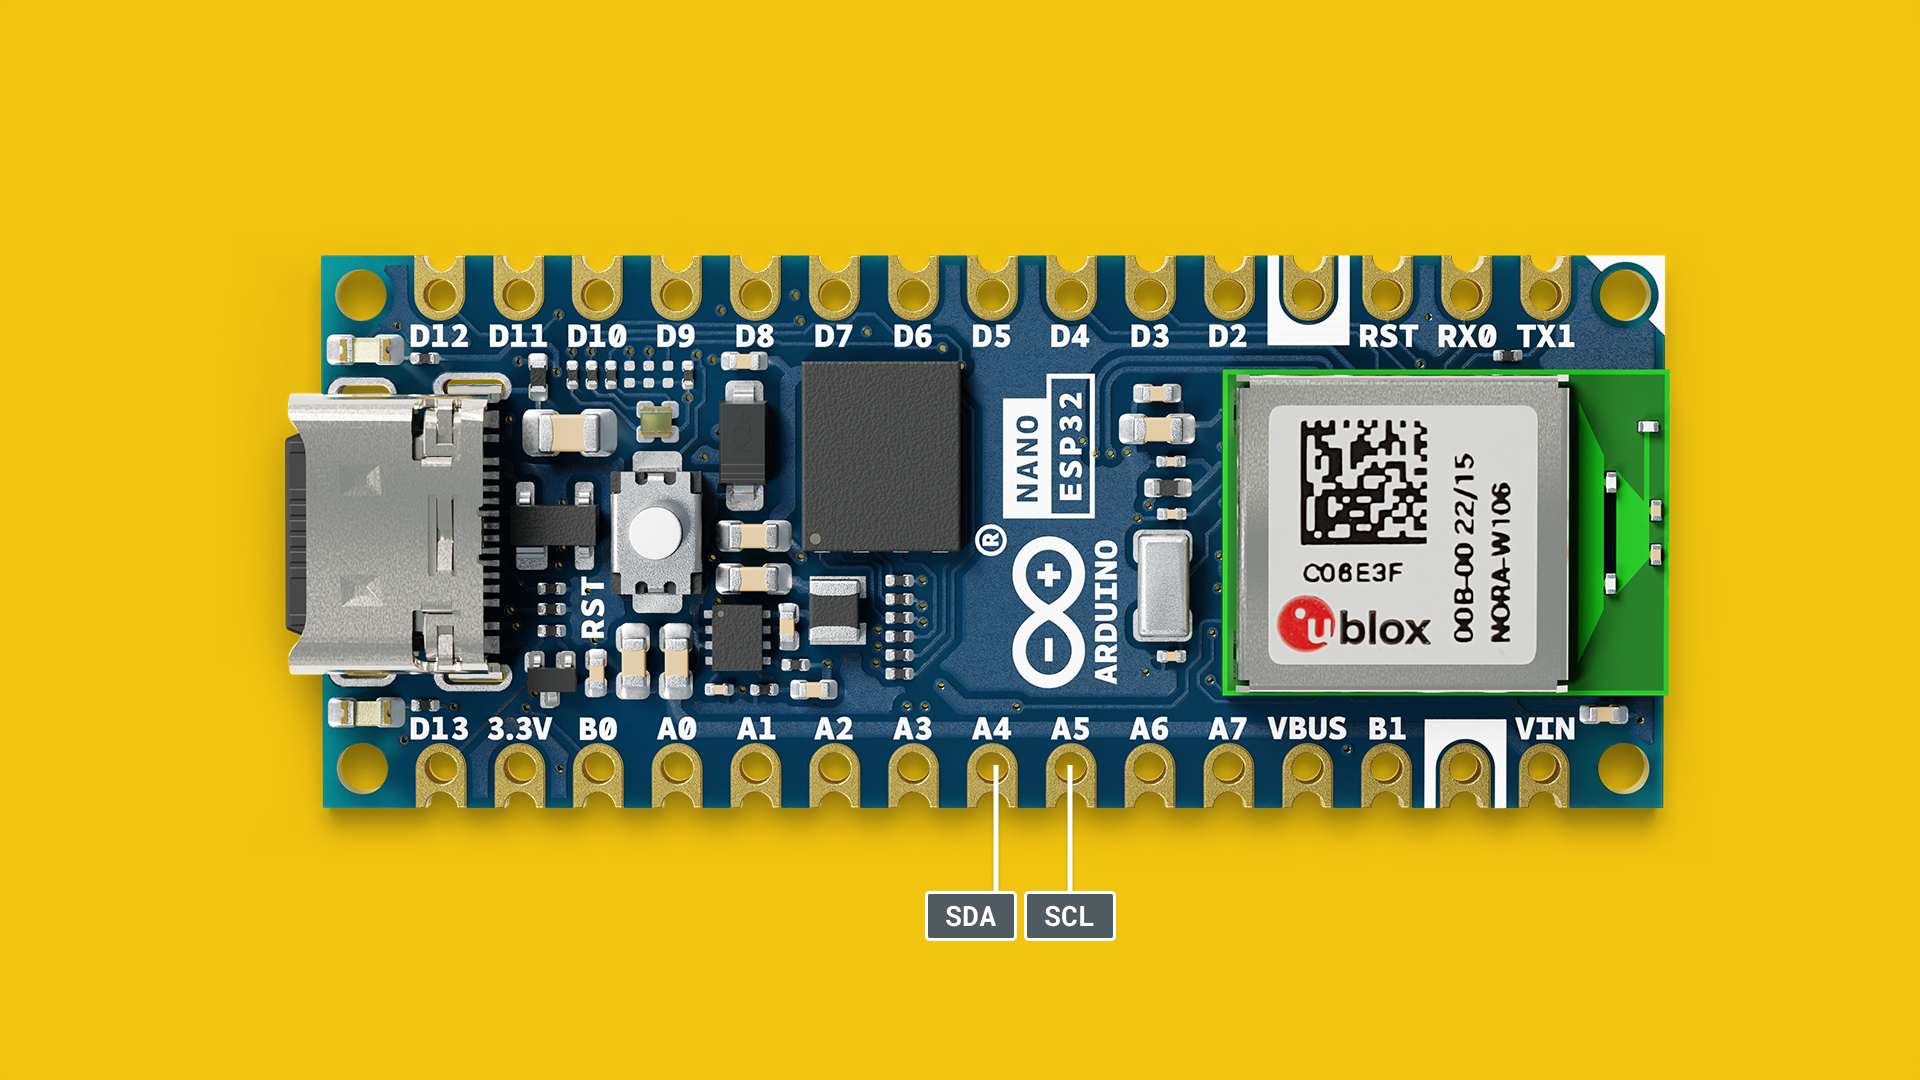 D12 D11 D10 D9 D8 D7 D6 D5 D4 D3 D2 RST RX0 TX1
NANO
ESP32
®
ARDUINO
RST
C06E3F
ublox
00B-00 22/15
NORA-W106
D13 3.3V B0 A0 A1 A2 A3 A4 A5 A6 A7 VBUS B1 VIN
SDA SCL